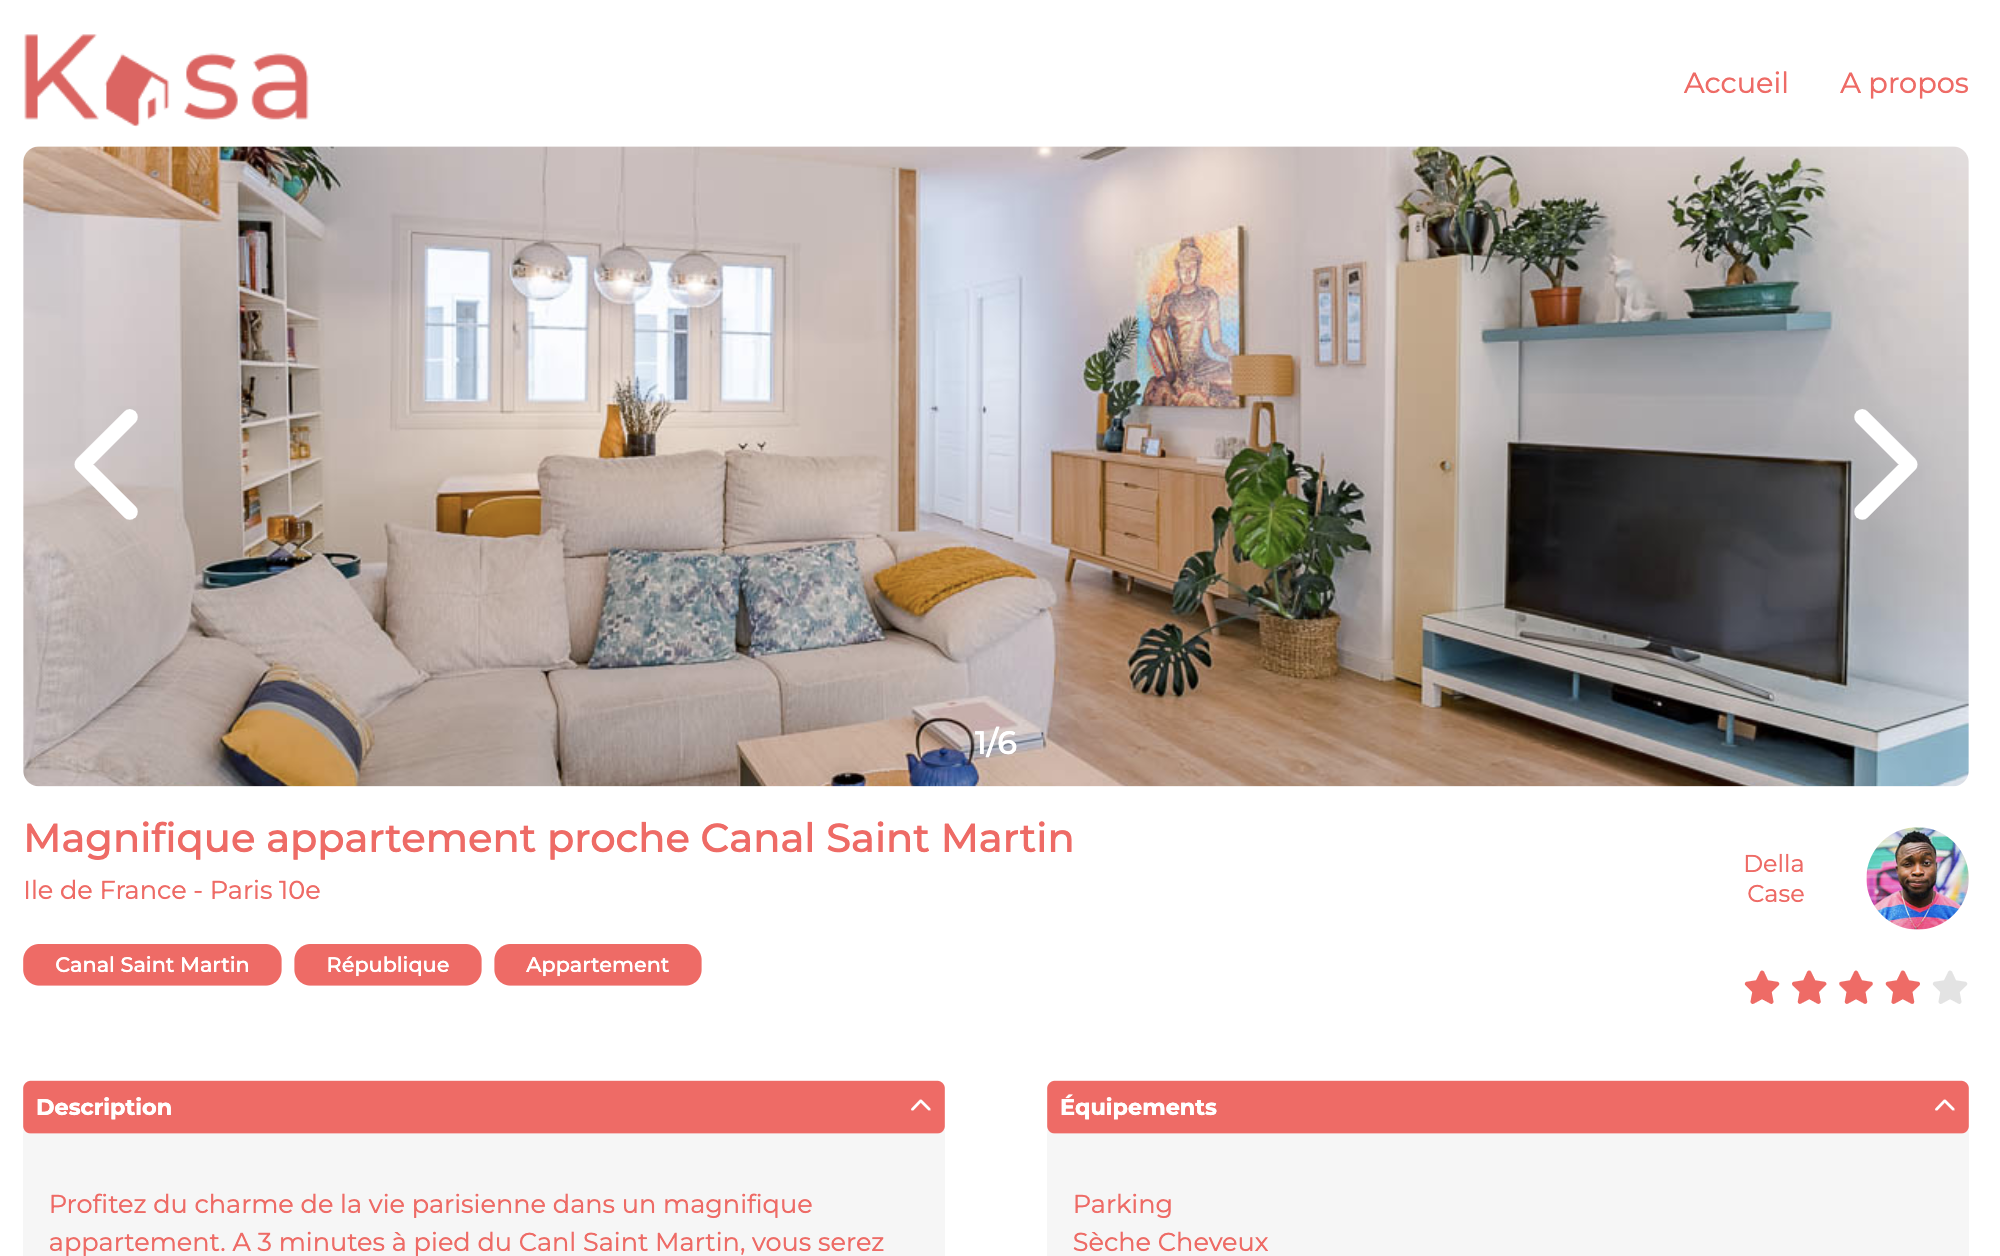 Kasa
Accueil
A propos
1/6
Magnifique appartement proche Canal Saint Martin
Ile de France - Paris 10e
Della
Case
Canal Saint Martin
République
Appartement
Description
Équipements
Profitez du charme de la vie parisienne dans un magnifique
appartement. A 3 minutes à pied du Canl Saint Martin, vous serez
Parking
Sèche Cheveux